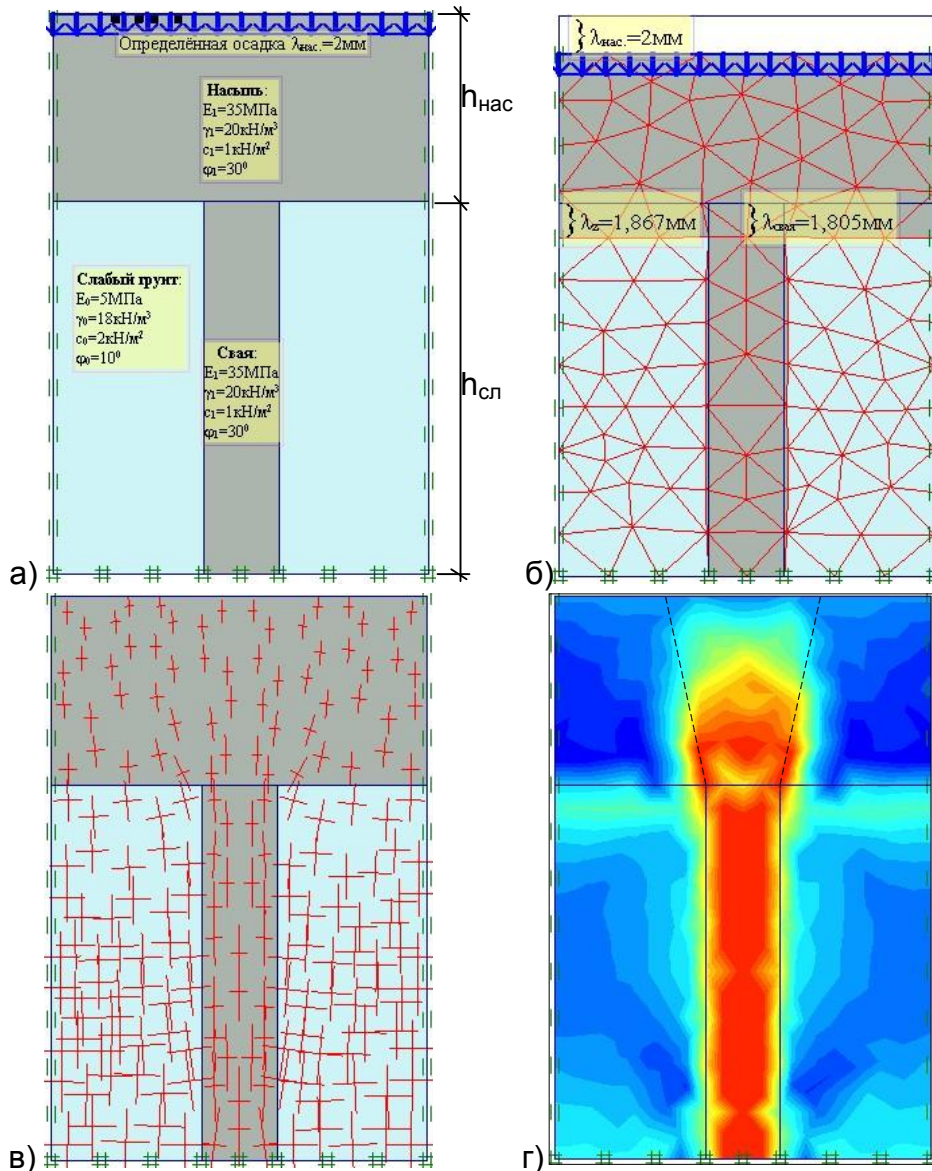 Определённая осадка λнас.=2мм
Насыпь:
E₁=35МПа
γ₁=20кН/м³
c₁=1кН/м²
φ₁=30⁰
hнас
Слабый грунт:
E₀=5МПа
γ₀=18кН/м³
c₀=2кН/м²
φ₀=10⁰
Свая:
E₁=35МПа
γ₁=20кН/м³
c₁=1кН/м²
φ₁=30⁰
hсл
а)
} λнас.=2мм
} λz=1,867мм
} λсвая=1,805мм
б)
в)
г)